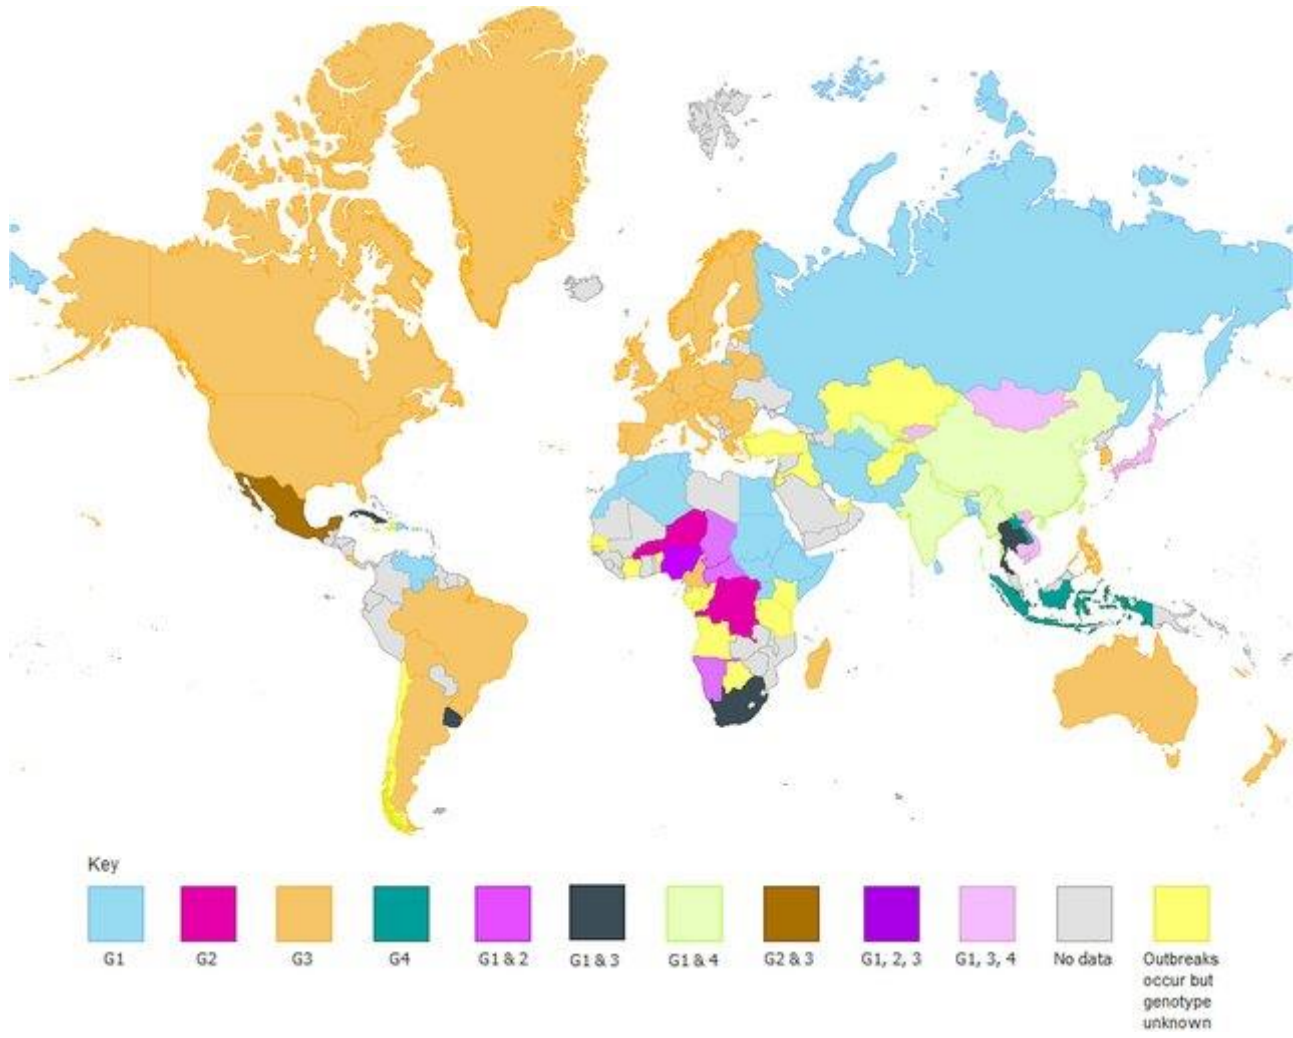 Key
G1 G2 G3 G4 G1 & 2 G1 & 3 G1 & 4 G2 & 3 G1, 2, 3 G1, 3, 4 No data Outbreaks
occur but
genotype
unknown